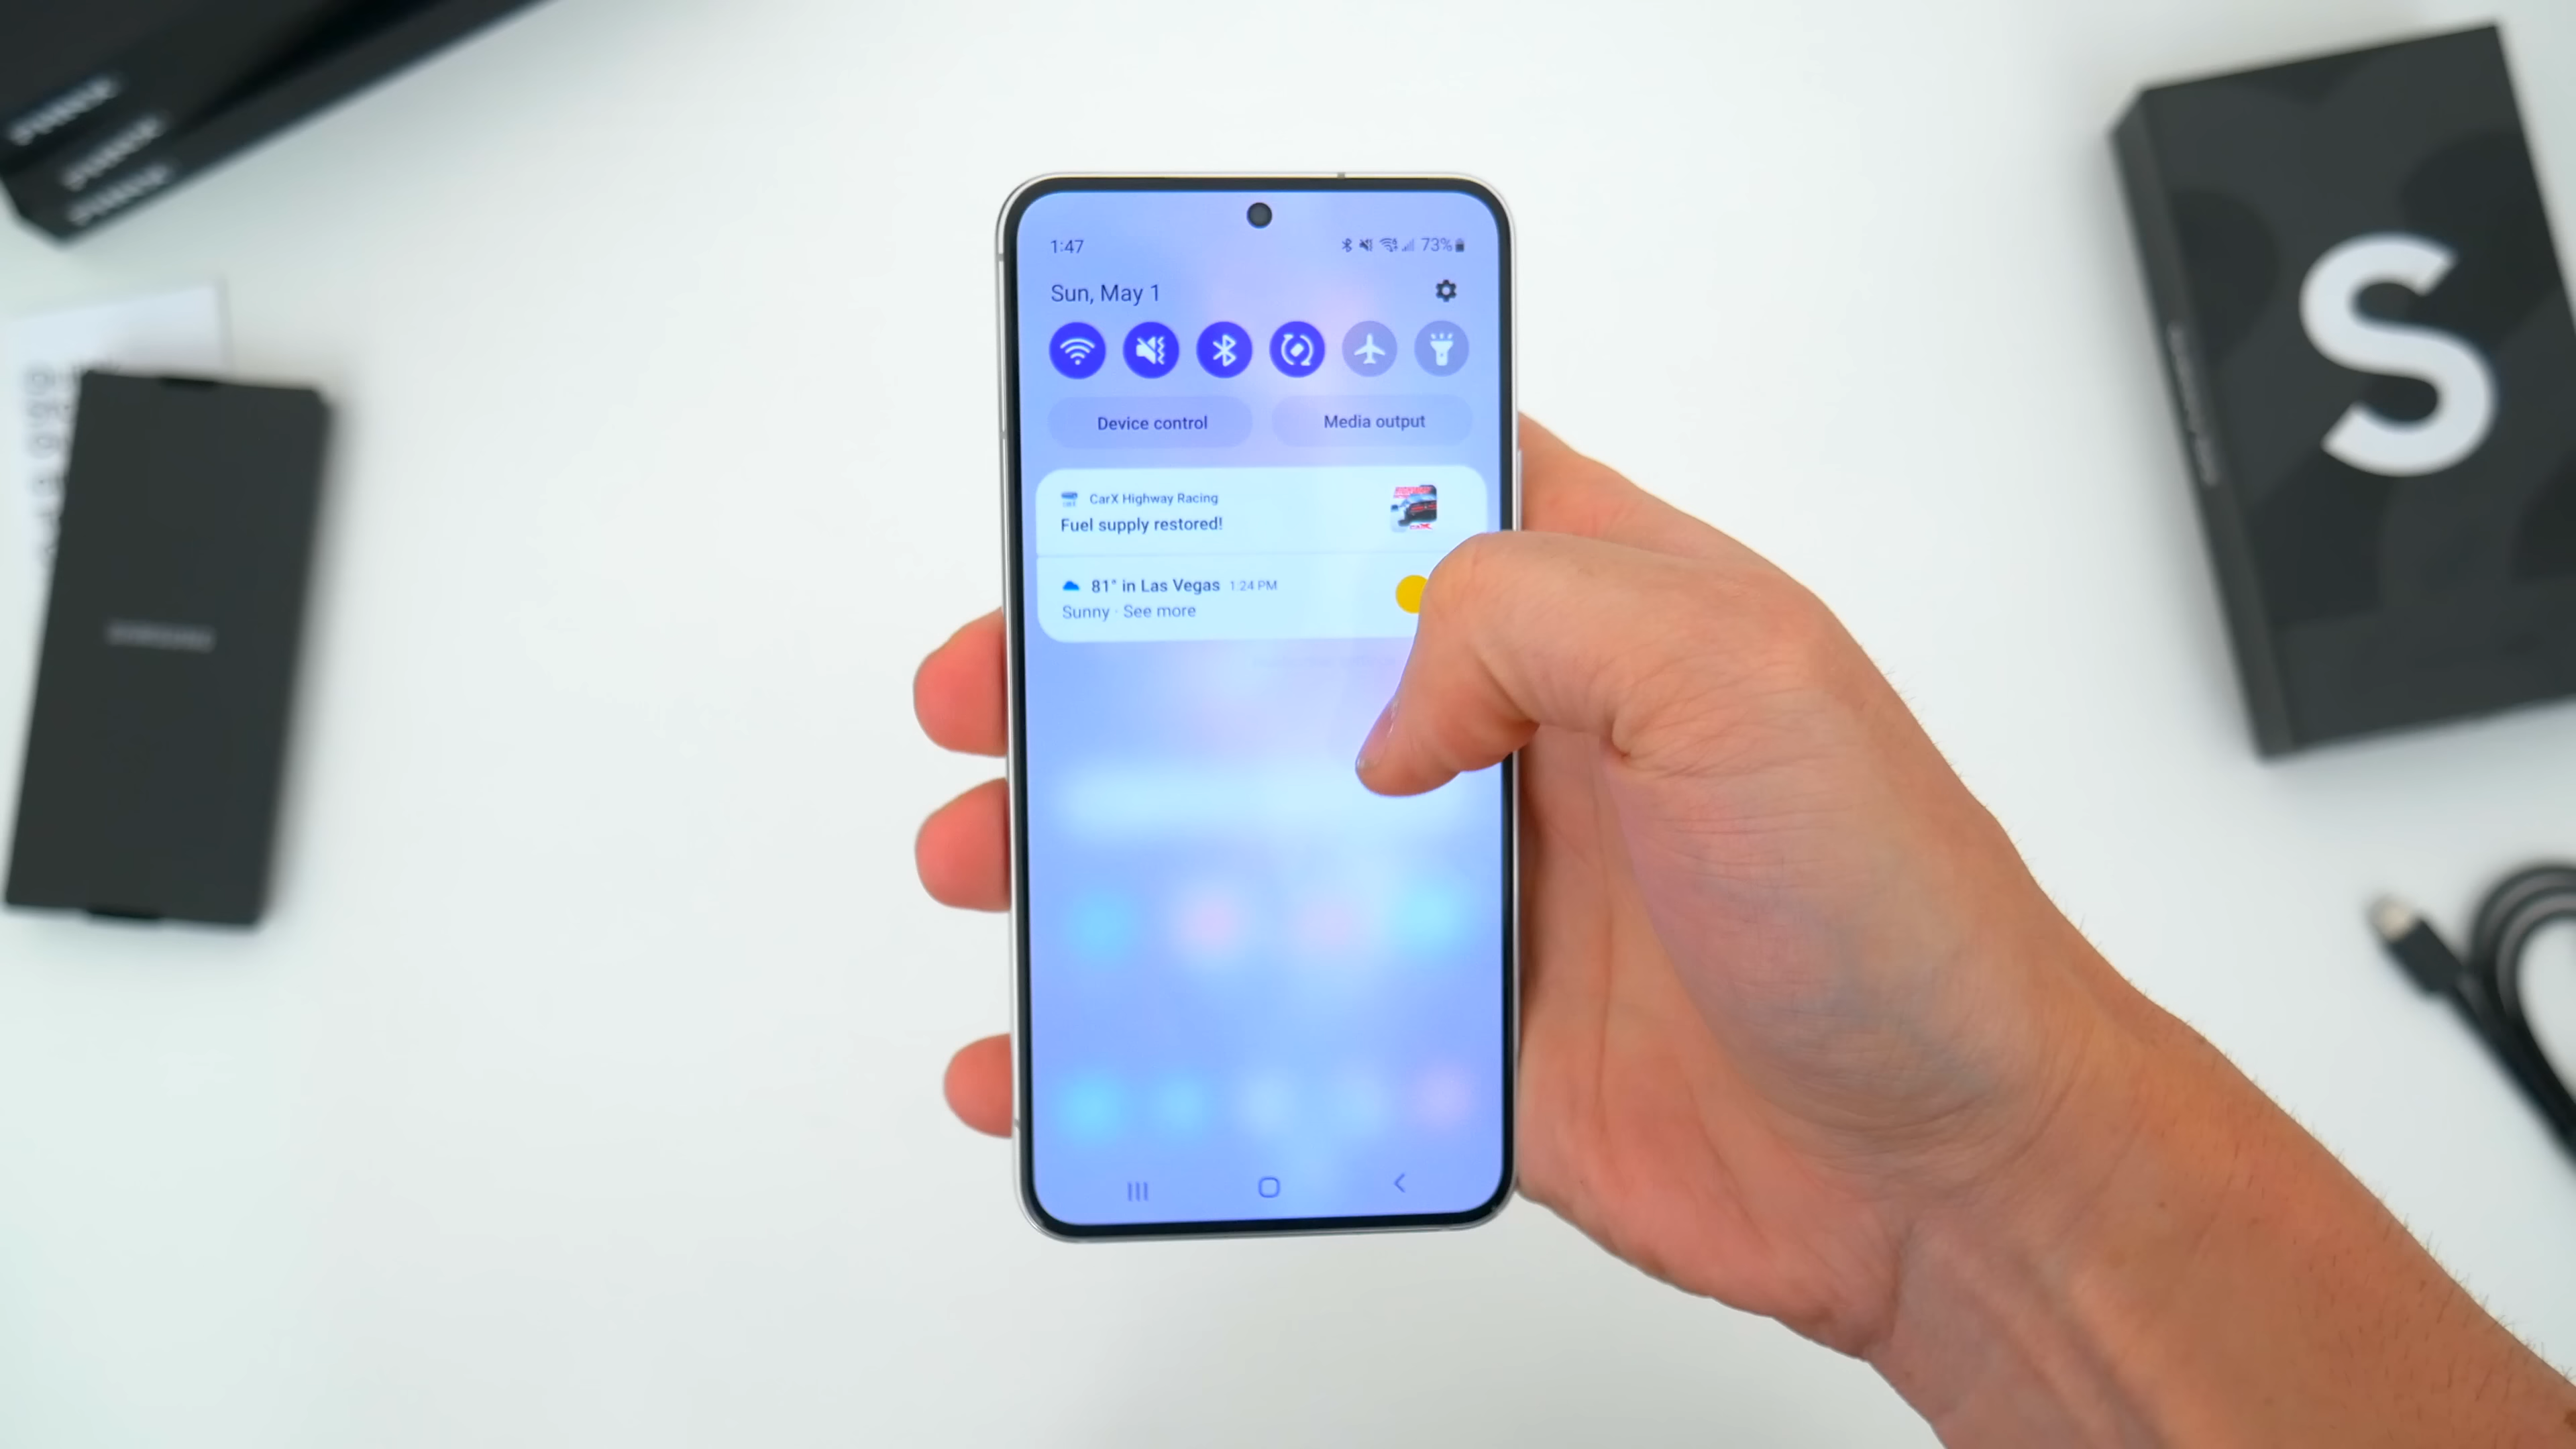 1:47
73%
Sun, May 1
Device control
Media output
CarX Highway Racing
Fuel supply restored!
81° in Las Vegas 1:24 PM
Sunny · See more
S
SAMSUNG